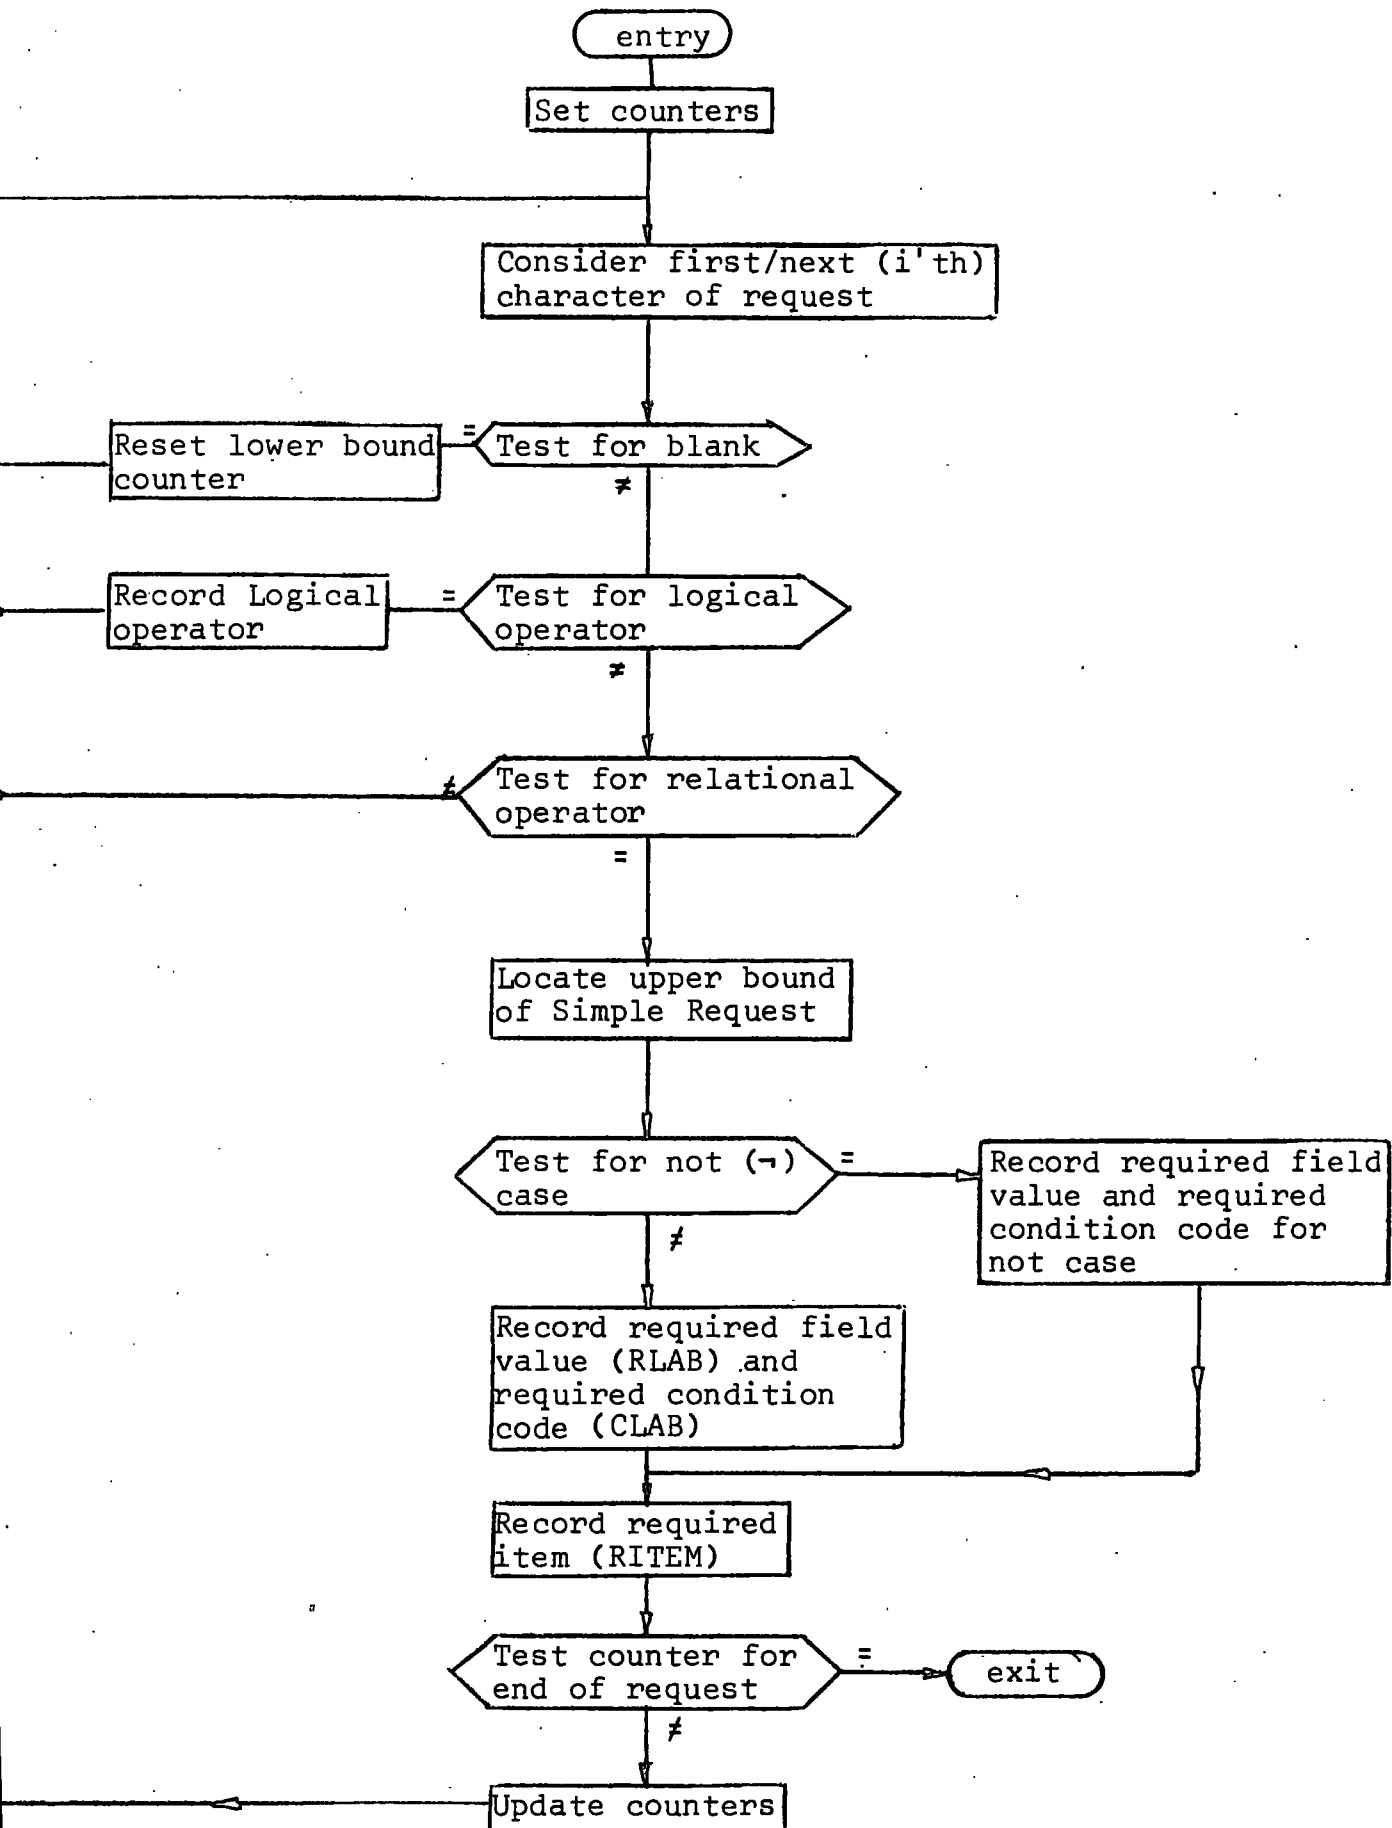 entry
Set counters
Consider first/next (i'th)
character of request
Reset lower bound
counter
=
Test for blank
≠
Record Logical
operator
=
Test for logical
operator
≠
≠
Test for relational
operator
=
Locate upper bound
of Simple Request
Test for not (¬)
case
=
Record required field
value and required
condition code for
not case
≠
Record required field
value (RLAB) and
required condition
code (CLAB)
Record required
item (RITEM)
Test counter for
end of request
=
exit
≠
Update counters